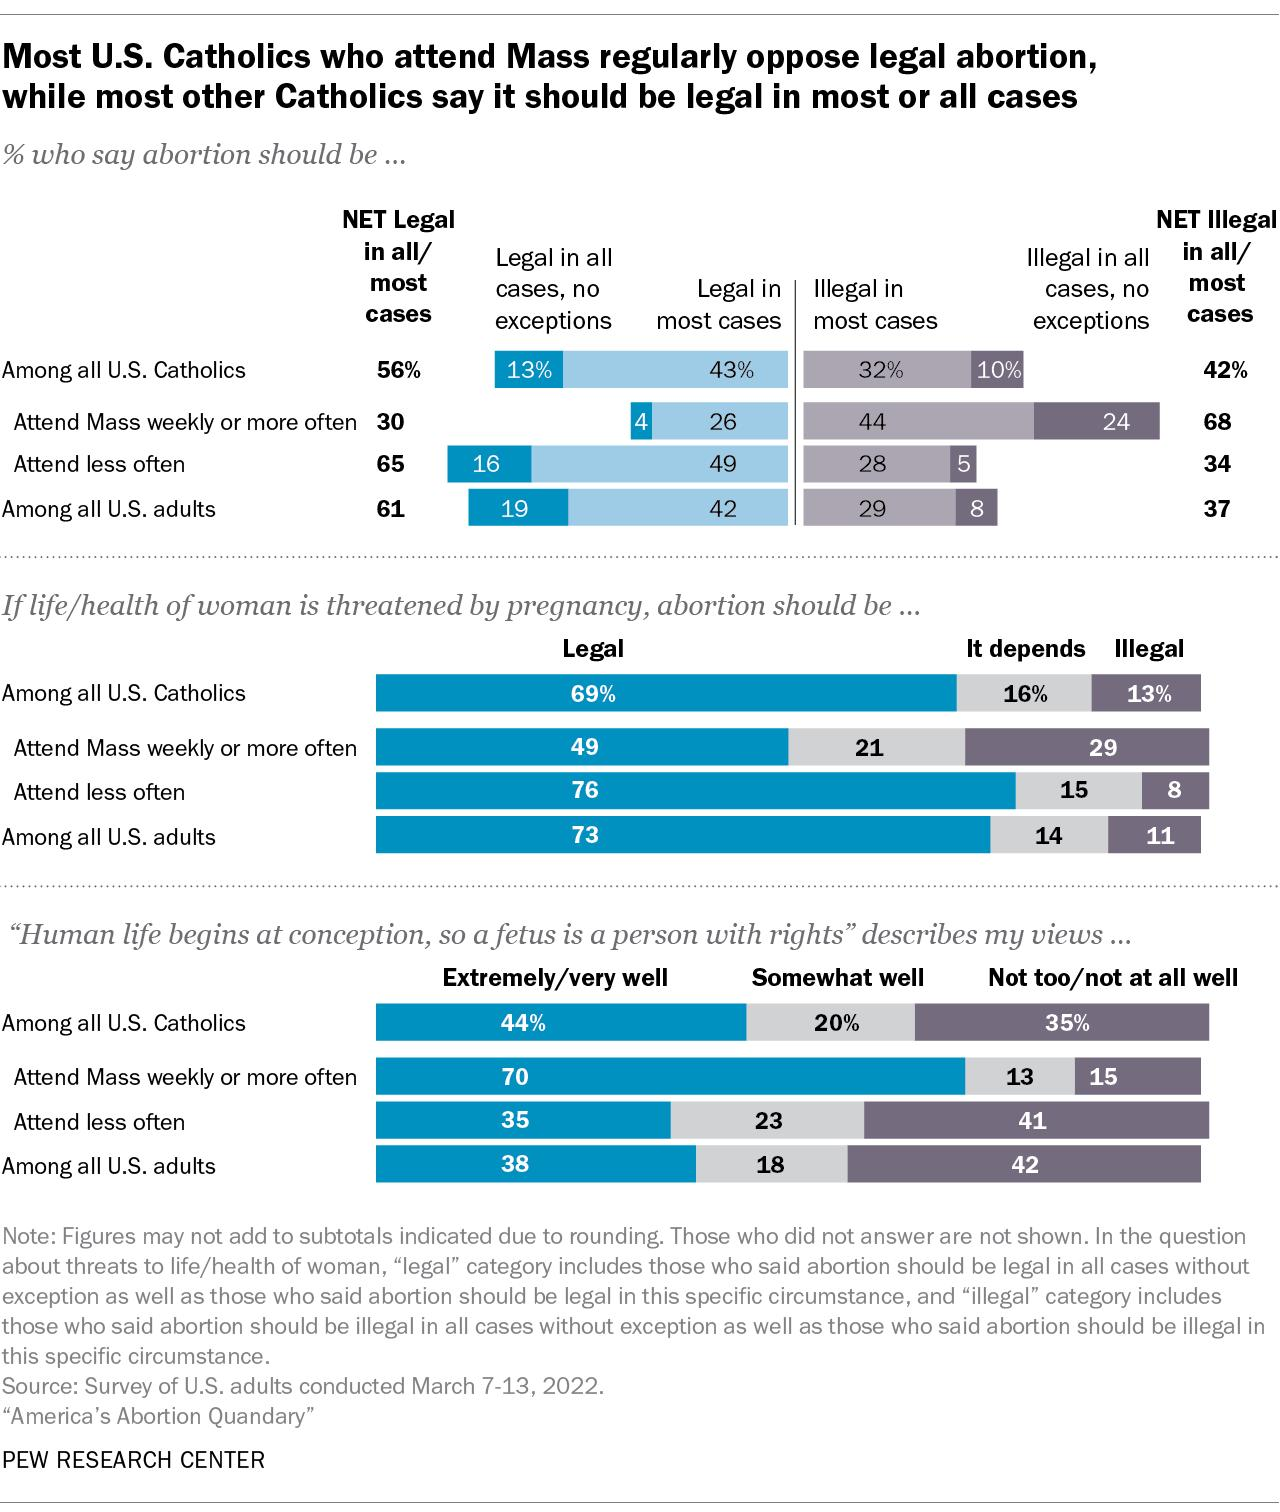 Most U.S. Catholics who attend Mass regularly oppose legal abortion,
while most other Catholics say it should be legal in most or all cases
% who say abortion should be ...
NET Legal
in all/
most
cases
Legal in all
cases, no
exceptions
Legal in
most cases
Illegal in
most cases
Illegal in all
cases, no
exceptions
NET Illegal
in all/
most
cases
Among all U.S. Catholics 56% 13% 43% 32% 10% 42%
Attend Mass weekly or more often 30 4 26 44 24 68
Attend less often 65 16 49 28 5 34
Among all U.S. adults 61 19 42 29 8 37
If life/health of woman is threatened by pregnancy, abortion should be ...
Legal It depends Illegal
Among all U.S. Catholics 69% 16% 13%
Attend Mass weekly or more often 49 21 29
Attend less often 76 15 8
Among all U.S. adults 73 14 11
“Human life begins at conception, so a fetus is a person with rights” describes my views ...
Extremely/very well Somewhat well Not too/not at all well
Among all U.S. Catholics 44% 20% 35%
Attend Mass weekly or more often 70 13 15
Attend less often 35 23 41
Among all U.S. adults 38 18 42
Note: Figures may not add to subtotals indicated due to rounding. Those who did not answer are not shown. In the question
about threats to life/health of woman, “legal” category includes those who said abortion should be legal in all cases without
exception as well as those who said abortion should be legal in this specific circumstance, and “illegal” category includes
those who said abortion should be illegal in all cases without exception as well as those who said abortion should be illegal in
this specific circumstance.
Source: Survey of U.S. adults conducted March 7-13, 2022.
“America’s Abortion Quandary”
PEW RESEARCH CENTER